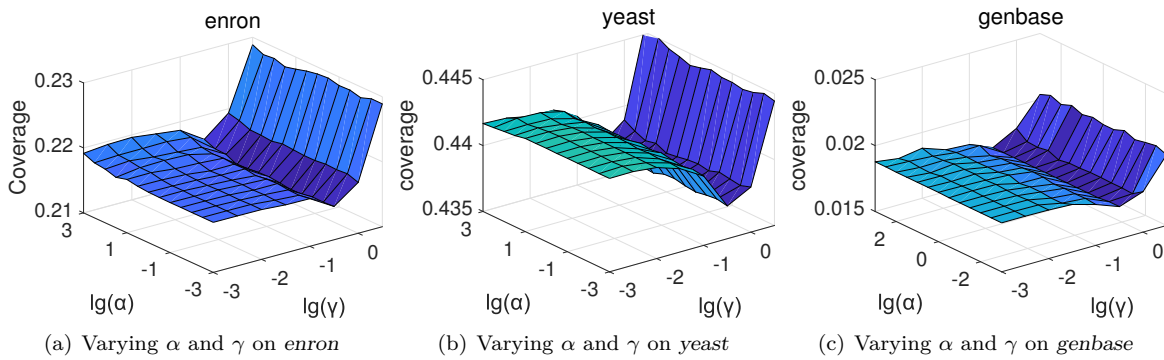 enron
yeast
genbase
0.23
0.22
0.21
Coverage
3
1
-1
-3
lg(α)
-3
-2
-1
0
lg(γ)
0.445
0.44
0.435
coverage
3
1
-1
-3
lg(α)
-3
-2
-1
0
lg(γ)
0.025
0.02
0.015
coverage
2
0
-2
lg(α)
-3
-2
-1
0
lg(γ)
(a) Varying α and γ on enron
(b) Varying α and γ on yeast
(c) Varying α and γ on genbase